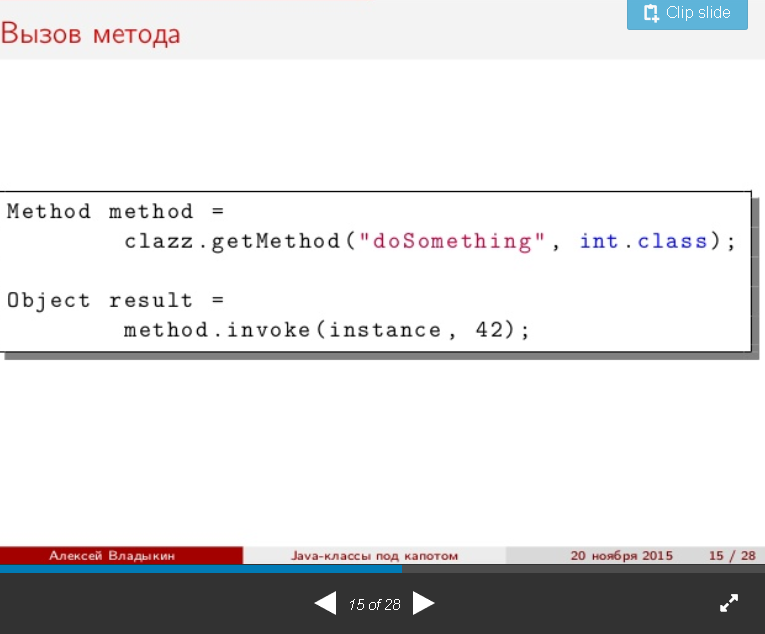 Clip slide
Вызов метода
Method method =
clazz.getMethod("doSomething", int.class);
Object result =
method.invoke(instance, 42);
Алексей Владыкин
Java-классы под капотом
20 ноября 2015
15 / 28
15 of 28